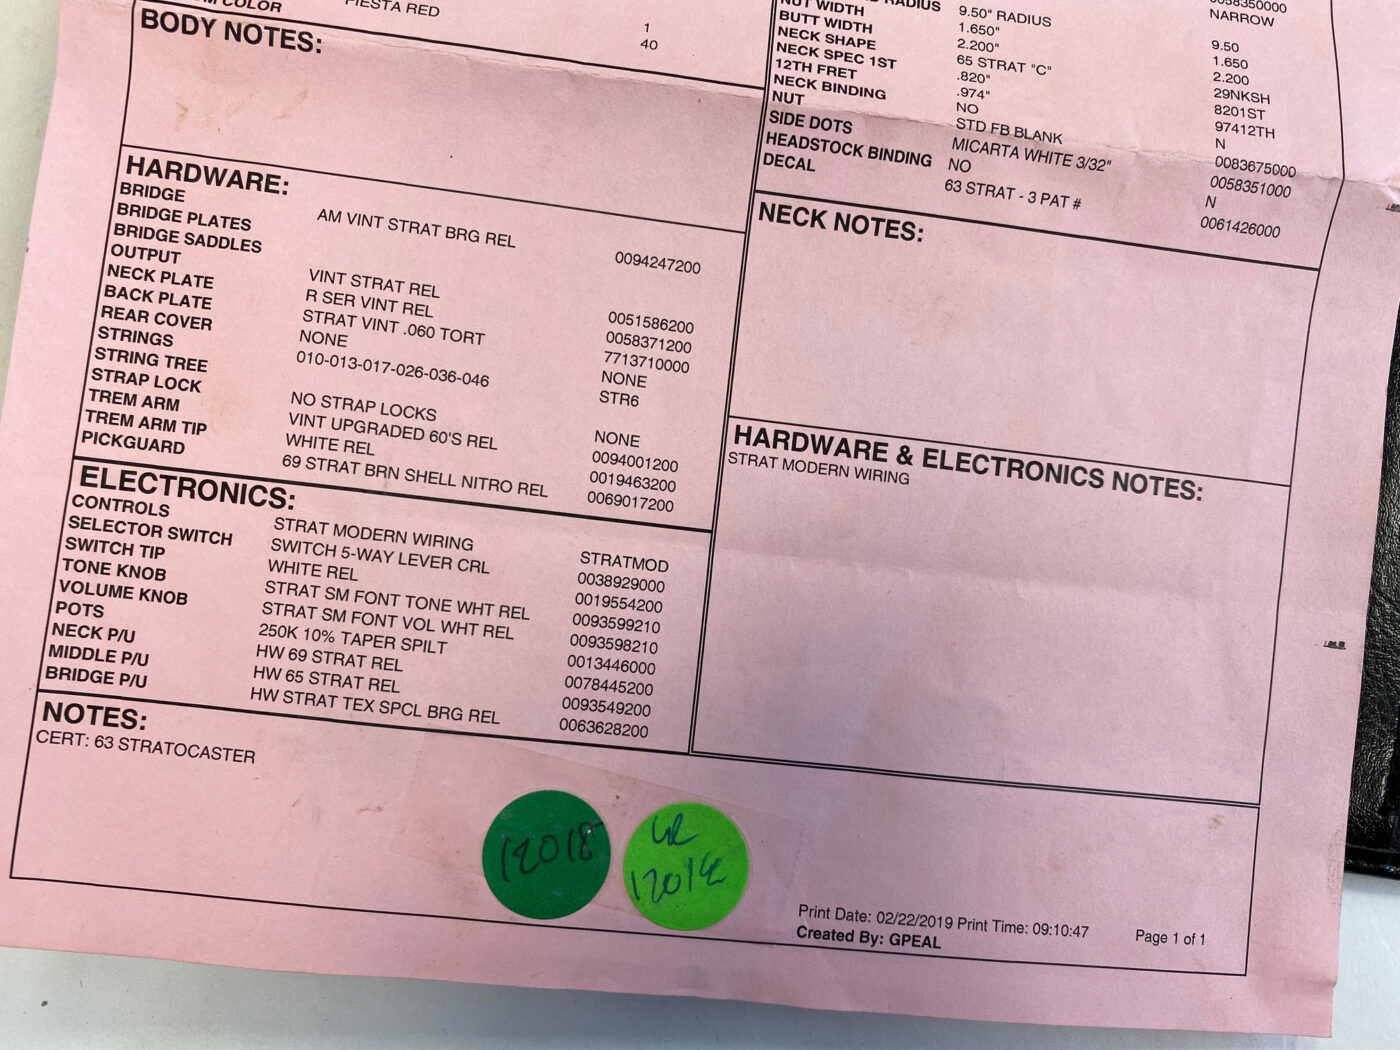 COLOR FIESTA RED
1
40
BODY NOTES:
HARDWARE:
BRIDGE AM VINT STRAT BRG REL 0094247200
BRIDGE PLATES
BRIDGE SADDLES
OUTPUT VINT STRAT REL 0051586200
NECK PLATE R SER VINT REL 0058371200
BACK PLATE STRAT VINT .060 TORT 7713710000
REAR COVER NONE NONE
STRINGS 010-013-017-026-036-046 STR6
STRING TREE
STRAP LOCK NO STRAP LOCKS NONE
TREM ARM VINT UPGRADED 60'S REL 0094001200
TREM ARM TIP WHITE REL 0019463200
PICKGUARD 69 STRAT BRN SHELL NITRO REL 0069017200
ELECTRONICS:
CONTROLS STRAT MODERN WIRING STRATMOD
SELECTOR SWITCH SWITCH 5-WAY LEVER CRL 0038929000
SWITCH TIP WHITE REL 0019554200
TONE KNOB STRAT SM FONT TONE WHT REL 0093599210
VOLUME KNOB STRAT SM FONT VOL WHT REL 0093598210
POTS 250K 10% TAPER SPILT 0013446000
NECK P/U HW 69 STRAT REL 0078445200
MIDDLE P/U HW 65 STRAT REL 0093549200
BRIDGE P/U HW STRAT TEX SPCL BRG REL 0063628200
NOTES:
CERT: 63 STRATOCASTER
0058350000
RADIUS 9.50" RADIUS NARROW
NUT WIDTH 1.650" 9.50
BUTT WIDTH 2.200" 1.650
NECK SHAPE 65 STRAT "C" 2.200
NECK SPEC 1ST .820" 29NKSH
12TH FRET .974" 8201ST
NECK BINDING NO 97412TH
NUT STD FB BLANK N
SIDE DOTS MICARTA WHITE 3/32" 0083675000
HEADSTOCK BINDING NO 0058351000
DECAL 63 STRAT - 3 PAT # N
0061426000
NECK NOTES:
HARDWARE & ELECTRONICS NOTES:
STRAT MODERN WIRING
12018
Print Date: 02/22/2019 Print Time: 09:10:47
Created By: GPEAL
Page 1 of 1